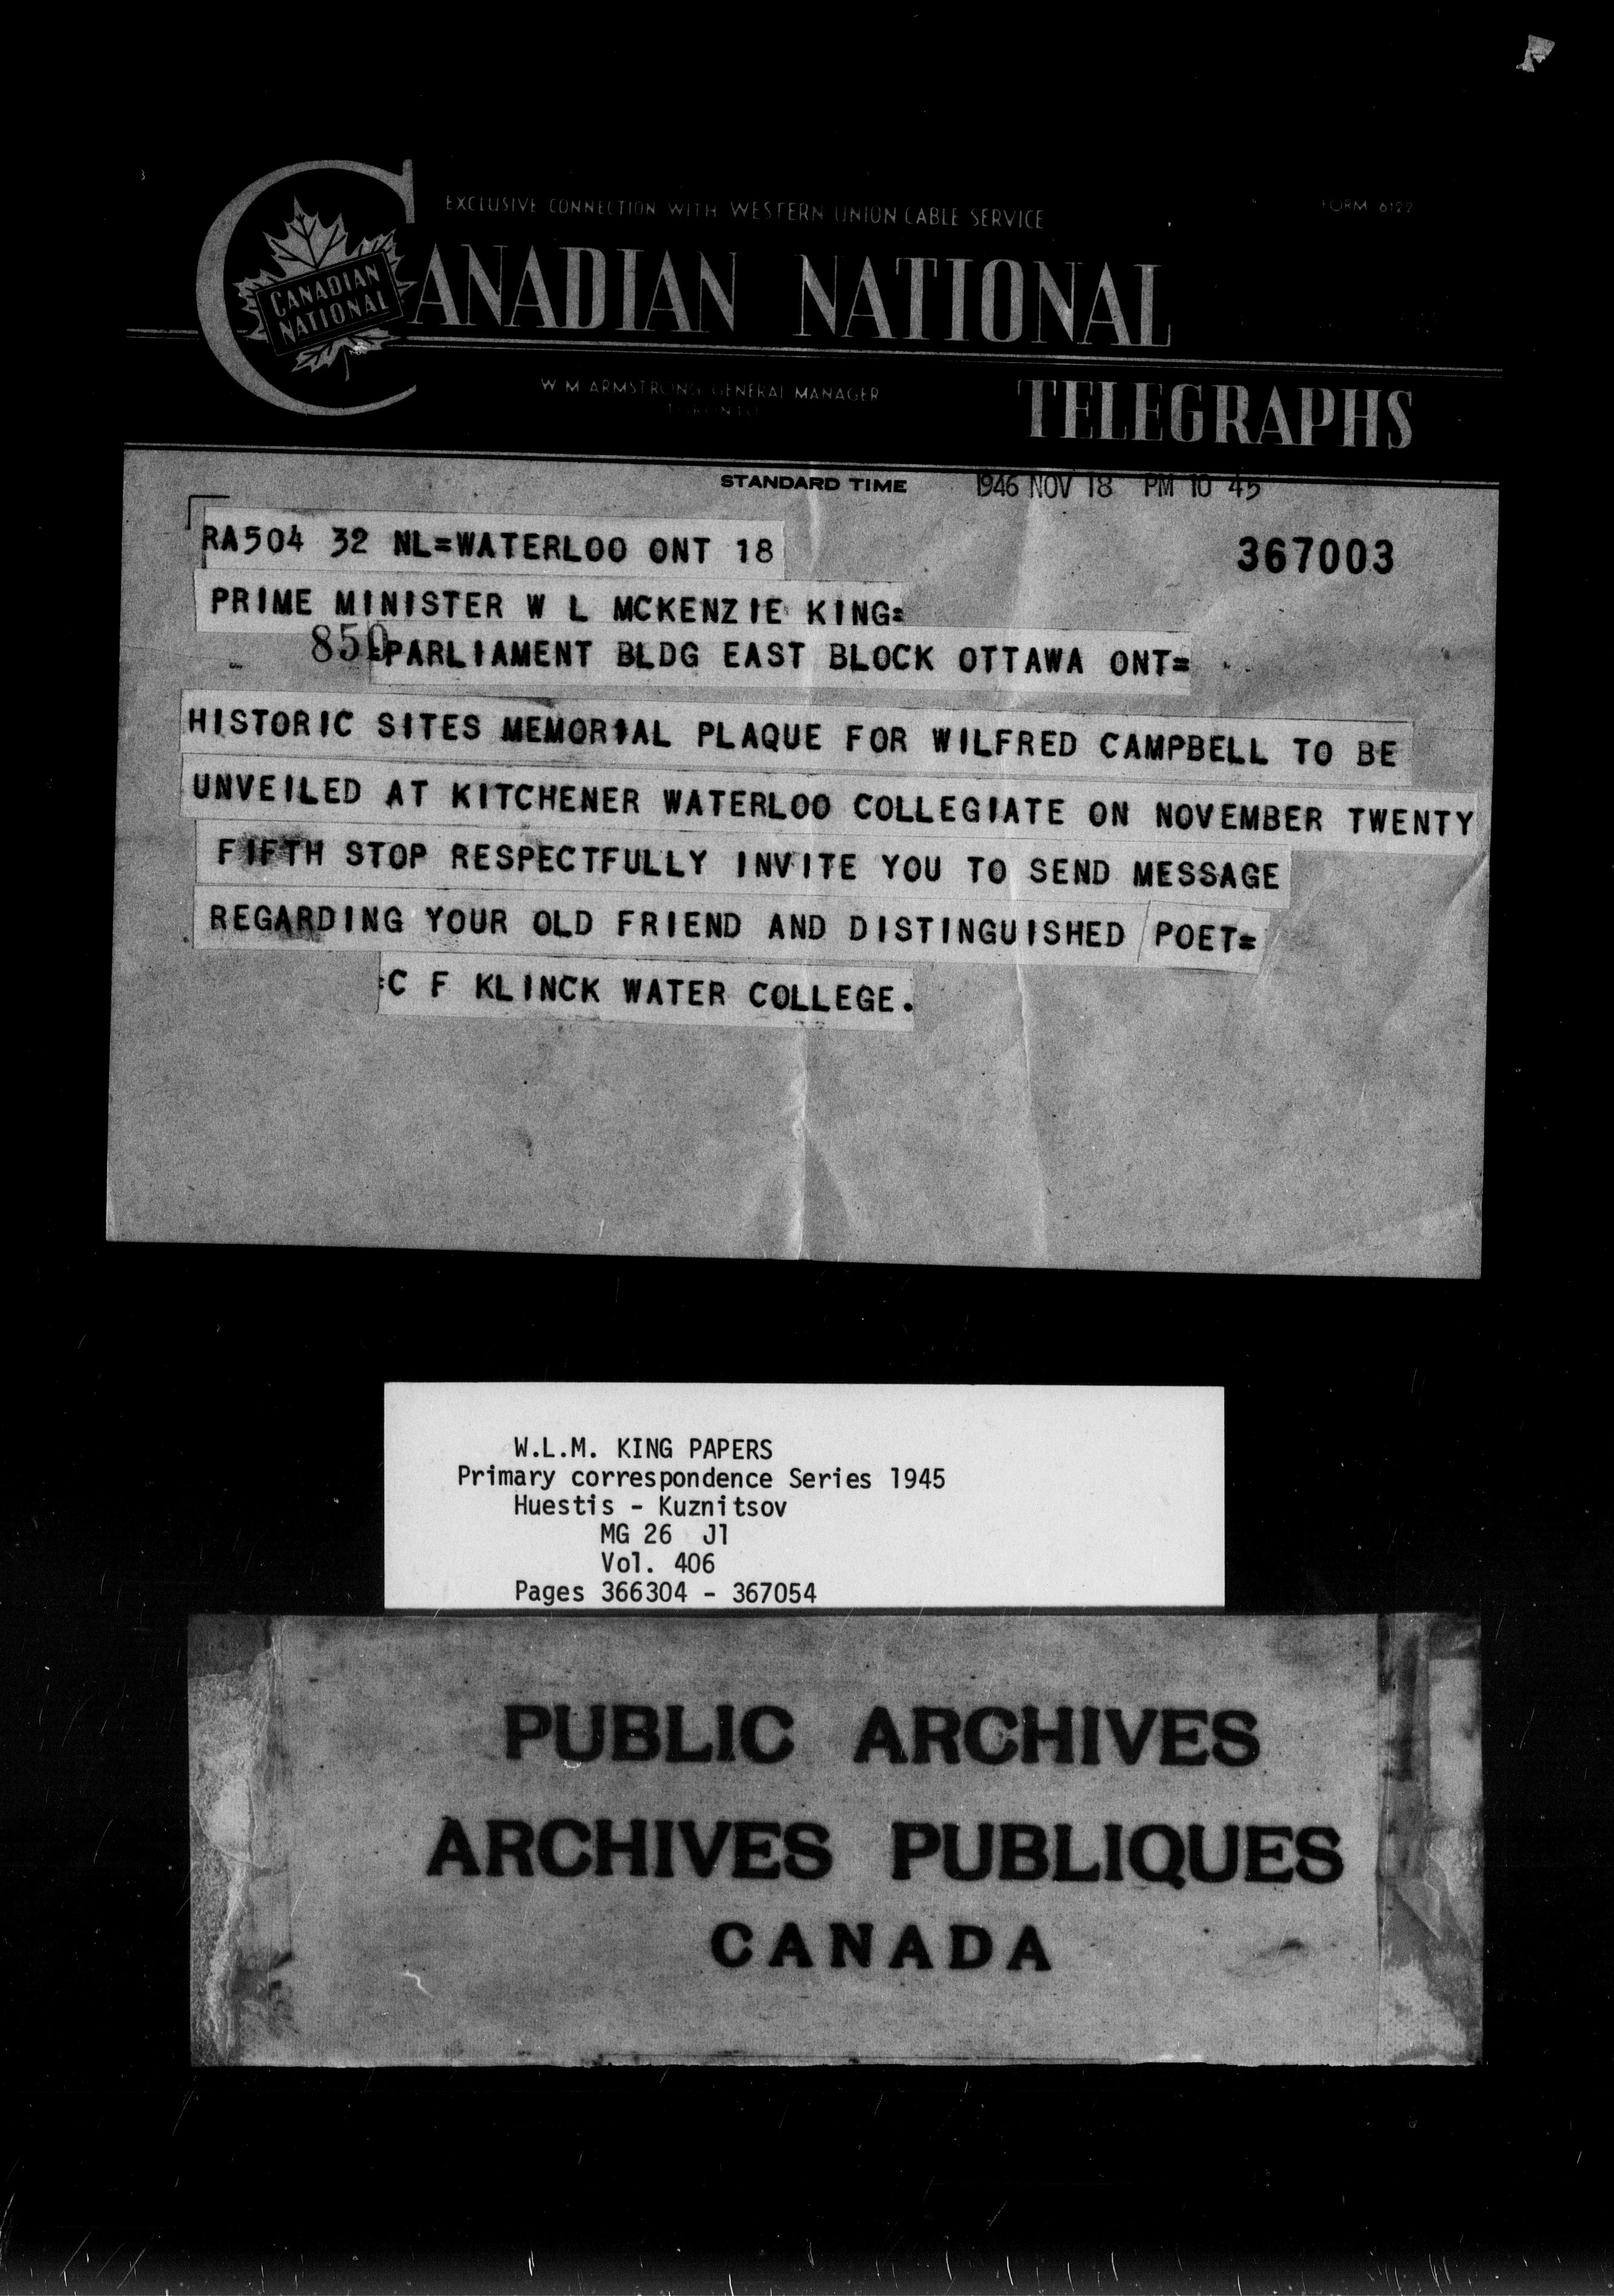 EXCLUSIVE CONNECTION WITH WESTERN UNION CABLE SERVICE
FORM 6122
CANADIAN NATIONAL
CANADIAN
NATIONAL
W M ARMSTRONG GENERAL MANAGER
TORONTO
TELEGRAPHS
STANDARD TIME 1946 NOV 18 PM 10 45
RA504 32 NL=WATERLOO ONT 18
367003
PRIME MINISTER W L MCKENZIE KING=
850 PARLIAMENT BLDG EAST BLOCK OTTAWA ONT=
HISTORIC SITES MEMORIAL PLAQUE FOR WILFRED CAMPBELL TO BE
UNVEILED AT KITCHENER WATERLOO COLLEGIATE ON NOVEMBER TWENTY
FIFTH STOP RESPECTFULLY INVITE YOU TO SEND MESSAGE
REGARDING YOUR OLD FRIEND AND DISTINGUISHED POET=
=C F KLINCK WATER COLLEGE.
W.L.M. KING PAPERS
Primary correspondence Series 1945
Huestis - Kuznitsov
MG 26 J1
Vol. 406
Pages 366304 - 367054
PUBLIC ARCHIVES
ARCHIVES PUBLIQUES
CANADA